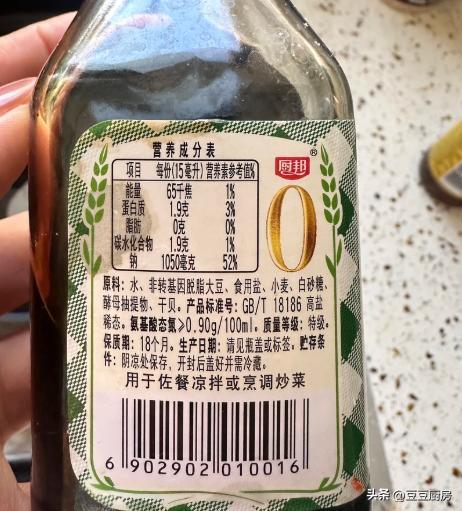 营养成分表
厨邦®
项目 每份(15毫升) 营养素参考值%
能量 65千焦 1%
蛋白质 1.9克 3%
脂肪 0克 0%
碳水化合物 1.9克 1%
钠 1050毫克 52%
0
原料：水、非转基因脱脂大豆、食用盐、小麦、白砂糖、
酵母抽提物、干贝。产品标准号：GB/T 18186 高盐
稀态。氨基酸态氮≥0.90g/100ml。质量等级：特级。
保质期：18个月。生产日期：请见瓶盖或标签。贮存条
件：阴凉处保存，开封后盖好并需冷藏。
用于佐餐凉拌或烹调炒菜
6 902902 010016
头条 @豆豆厨房